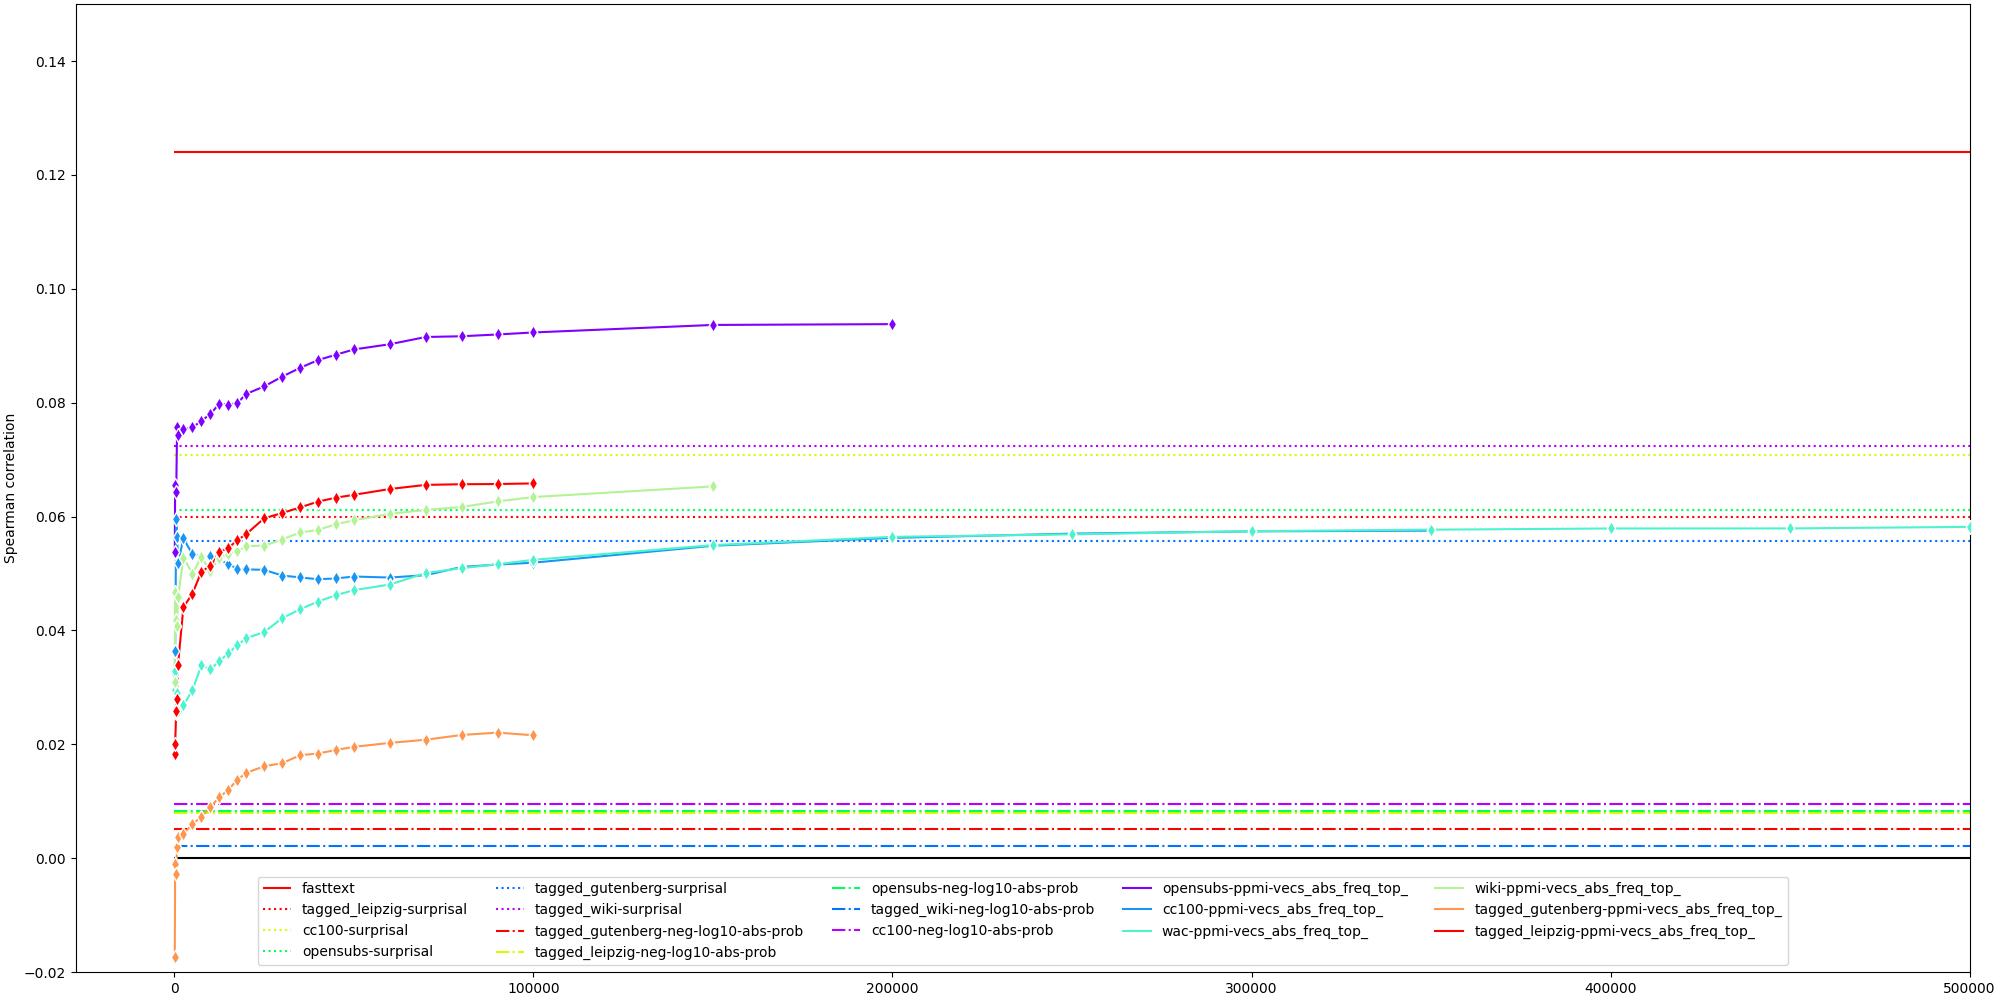 0.14
0.12
0.10
0.08
0.06
0.04
0.02
0.00
−0.02
Spearman correlation
fasttext
tagged_leipzig-surprisal
cc100-surprisal
opensubs-surprisal
tagged_gutenberg-surprisal
tagged_wiki-surprisal
tagged_gutenberg-neg-log10-abs-prob
tagged_leipzig-neg-log10-abs-prob
opensubs-neg-log10-abs-prob
tagged_wiki-neg-log10-abs-prob
cc100-neg-log10-abs-prob
opensubs-ppmi-vecs_abs_freq_top_
cc100-ppmi-vecs_abs_freq_top_
wac-ppmi-vecs_abs_freq_top_
wiki-ppmi-vecs_abs_freq_top_
tagged_gutenberg-ppmi-vecs_abs_freq_top_
tagged_leipzig-ppmi-vecs_abs_freq_top_
0 100000 200000 300000 400000 500000